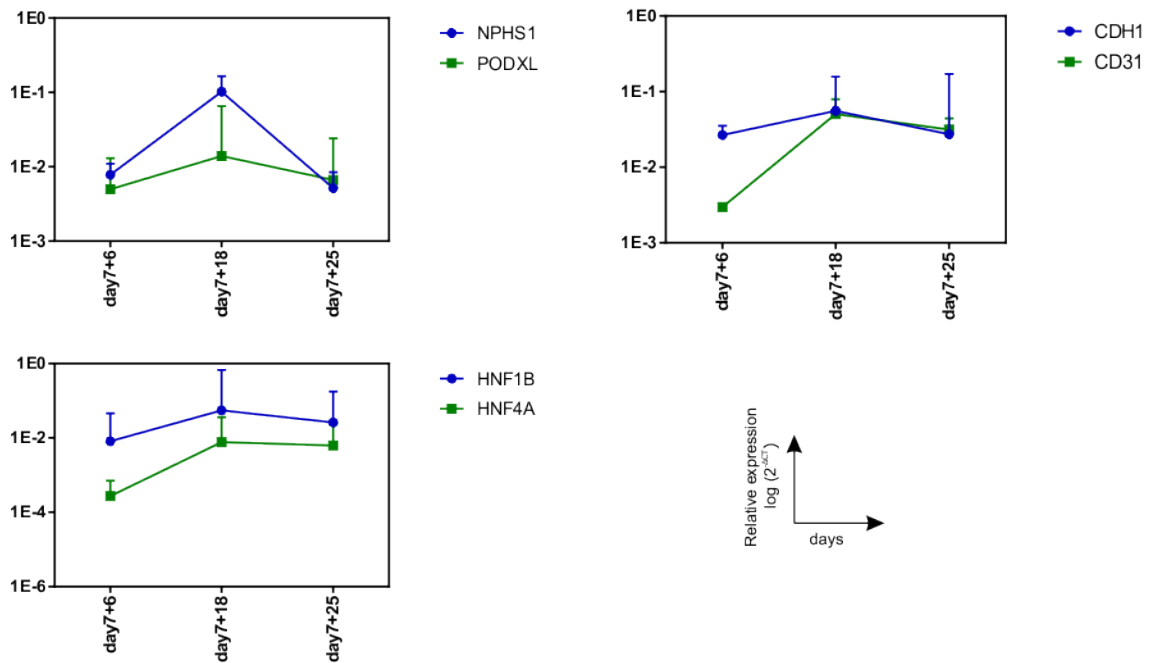 1E0
1E-1
1E-2
1E-3
day7+6
day7+18
day7+25
NPHS1
PODXL
1E0
1E-1
1E-2
1E-3
day7+6
day7+18
day7+25
CDH1
CD31
1E0
1E-2
1E-4
1E-6
day7+6
day7+18
day7+25
HNF1B
HNF4A
Relative expression
log (2^-ΔCT)
days